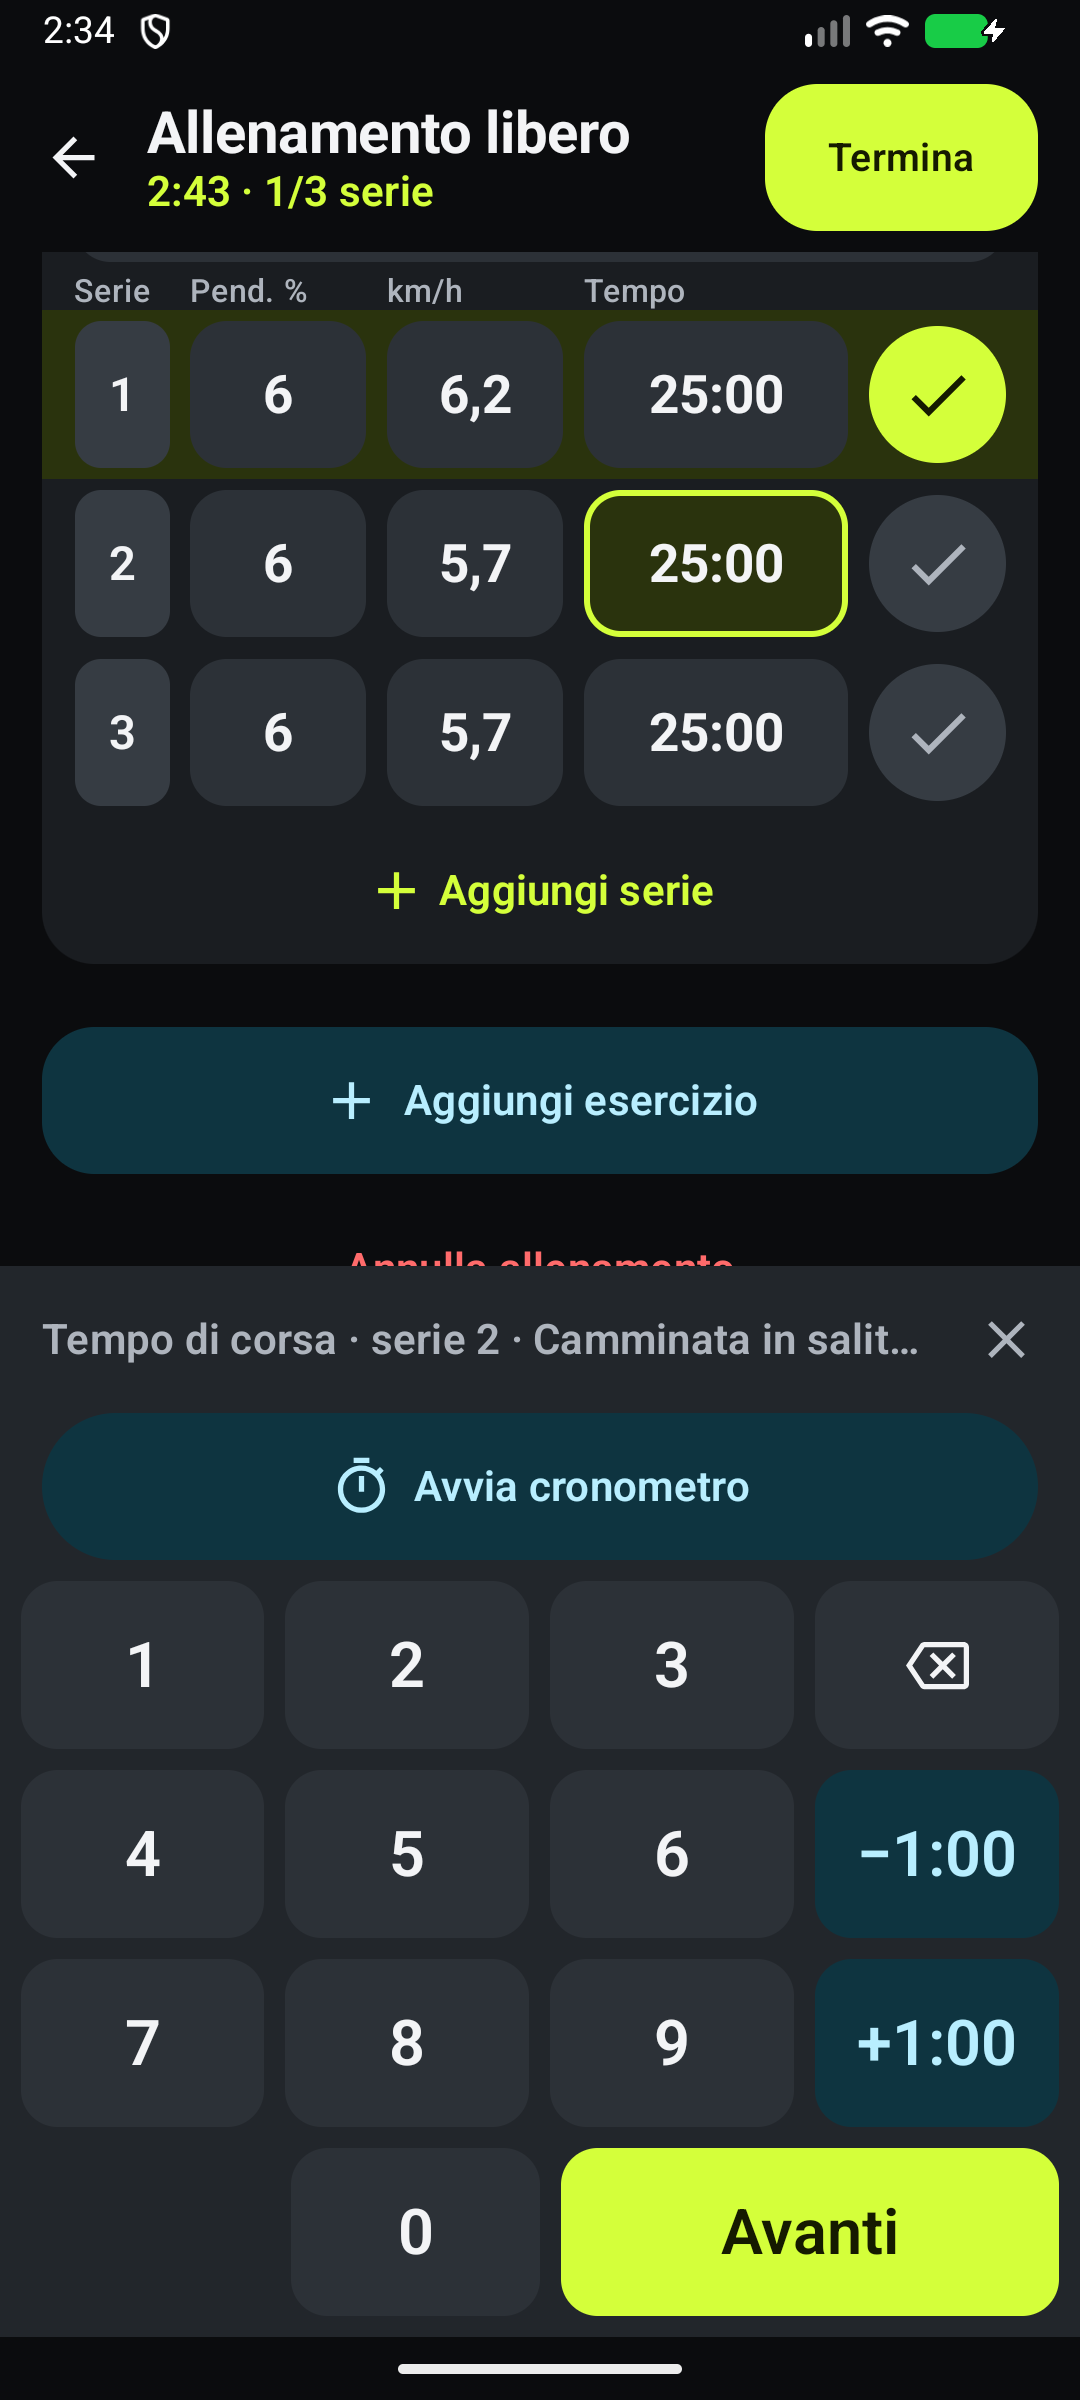 2:34
Allenamento libero
Termina
2:43 · 1/3 serie
Serie Pend. % km/h Tempo
1 6 6,2 25:00
2 6 5,7 25:00
3 6 5,7 25:00
+ Aggiungi serie
+ Aggiungi esercizio
Annulla allenamento
Tempo di corsa · serie 2 · Camminata in salit…
Avvia cronometro
1 2 3
4 5 6 −1:00
7 8 9 +1:00
0 Avanti